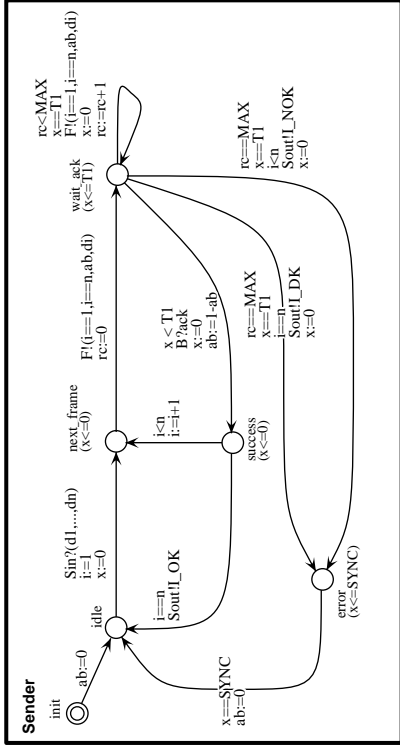 Sender
init
ab:=0
idle
Sin?(d1,...,dn)
i:=1
x:=0
next_frame
(x<=0)
F!(i==1,i==n,ab,di)
rc:=0
wait_ack
(x<=T1)
rc<MAX
x==T1
F!(i==1,i==n,ab,di)
x:=0
rc:=rc+1
i==n
Sout!I_OK
i<n
i:=i+1
success
(x<=0)
x < T1
B?ack
x:=0
ab:=1-ab
rc==MAX
x==T1
i==n
Sout!I_DK
x:=0
rc==MAX
x==T1
i<n
Sout!I_NOK
x:=0
x==SYNC
ab:=0
error
(x<=SYNC)